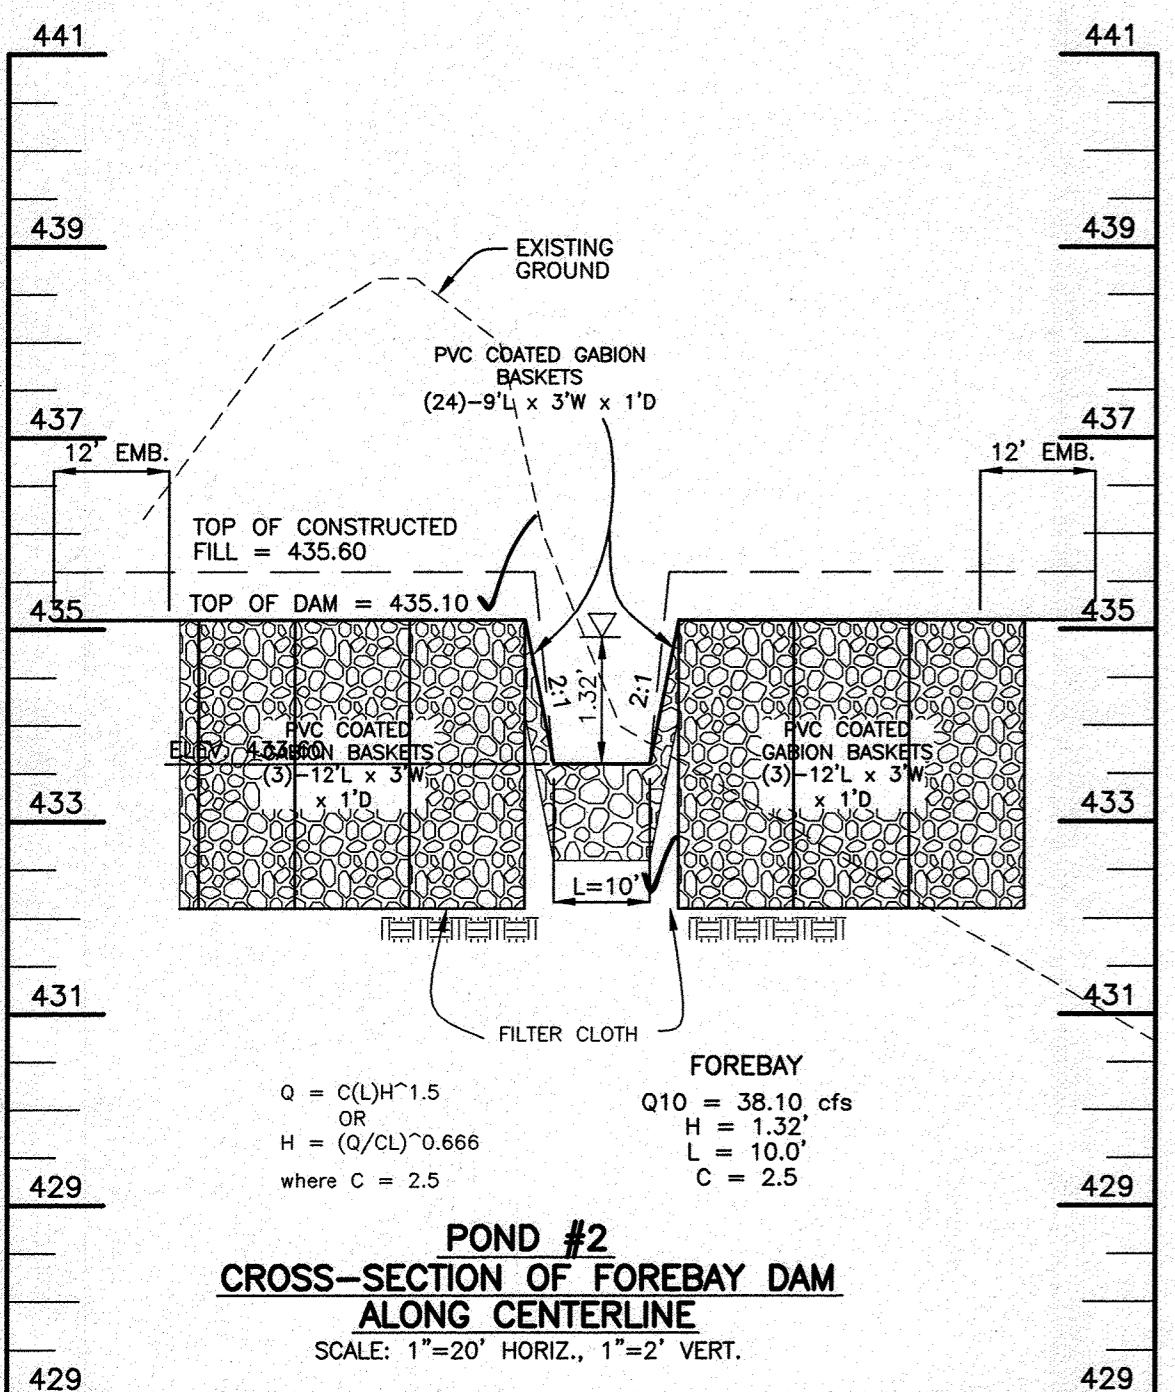 441
441
439
439
EXISTING
GROUND
PVC COATED GABION
BASKETS
(24)-9'L x 3'W x 1'D
437
437
12' EMB.
12' EMB.
TOP OF CONSTRUCTED
FILL = 435.60
TOP OF DAM = 435.10
435
435
2:1
1.32'
2:1
PVC COATED
GABION BASKETS
(3)-12'L x 3'W
x 1'D
ELEV. 433.60
PVC COATED
GABION BASKETS
(3)-12'L x 3'W
x 1'D
433
433
L=10'
431
431
FILTER CLOTH
Q = C(L)H^1.5
OR
H = (Q/CL)^0.666
where C = 2.5
FOREBAY
Q10 = 38.10 cfs
H = 1.32'
L = 10.0'
C = 2.5
429
429
POND #2
CROSS-SECTION OF FOREBAY DAM
ALONG CENTERLINE
SCALE: 1"=20' HORIZ., 1"=2' VERT.
429
429